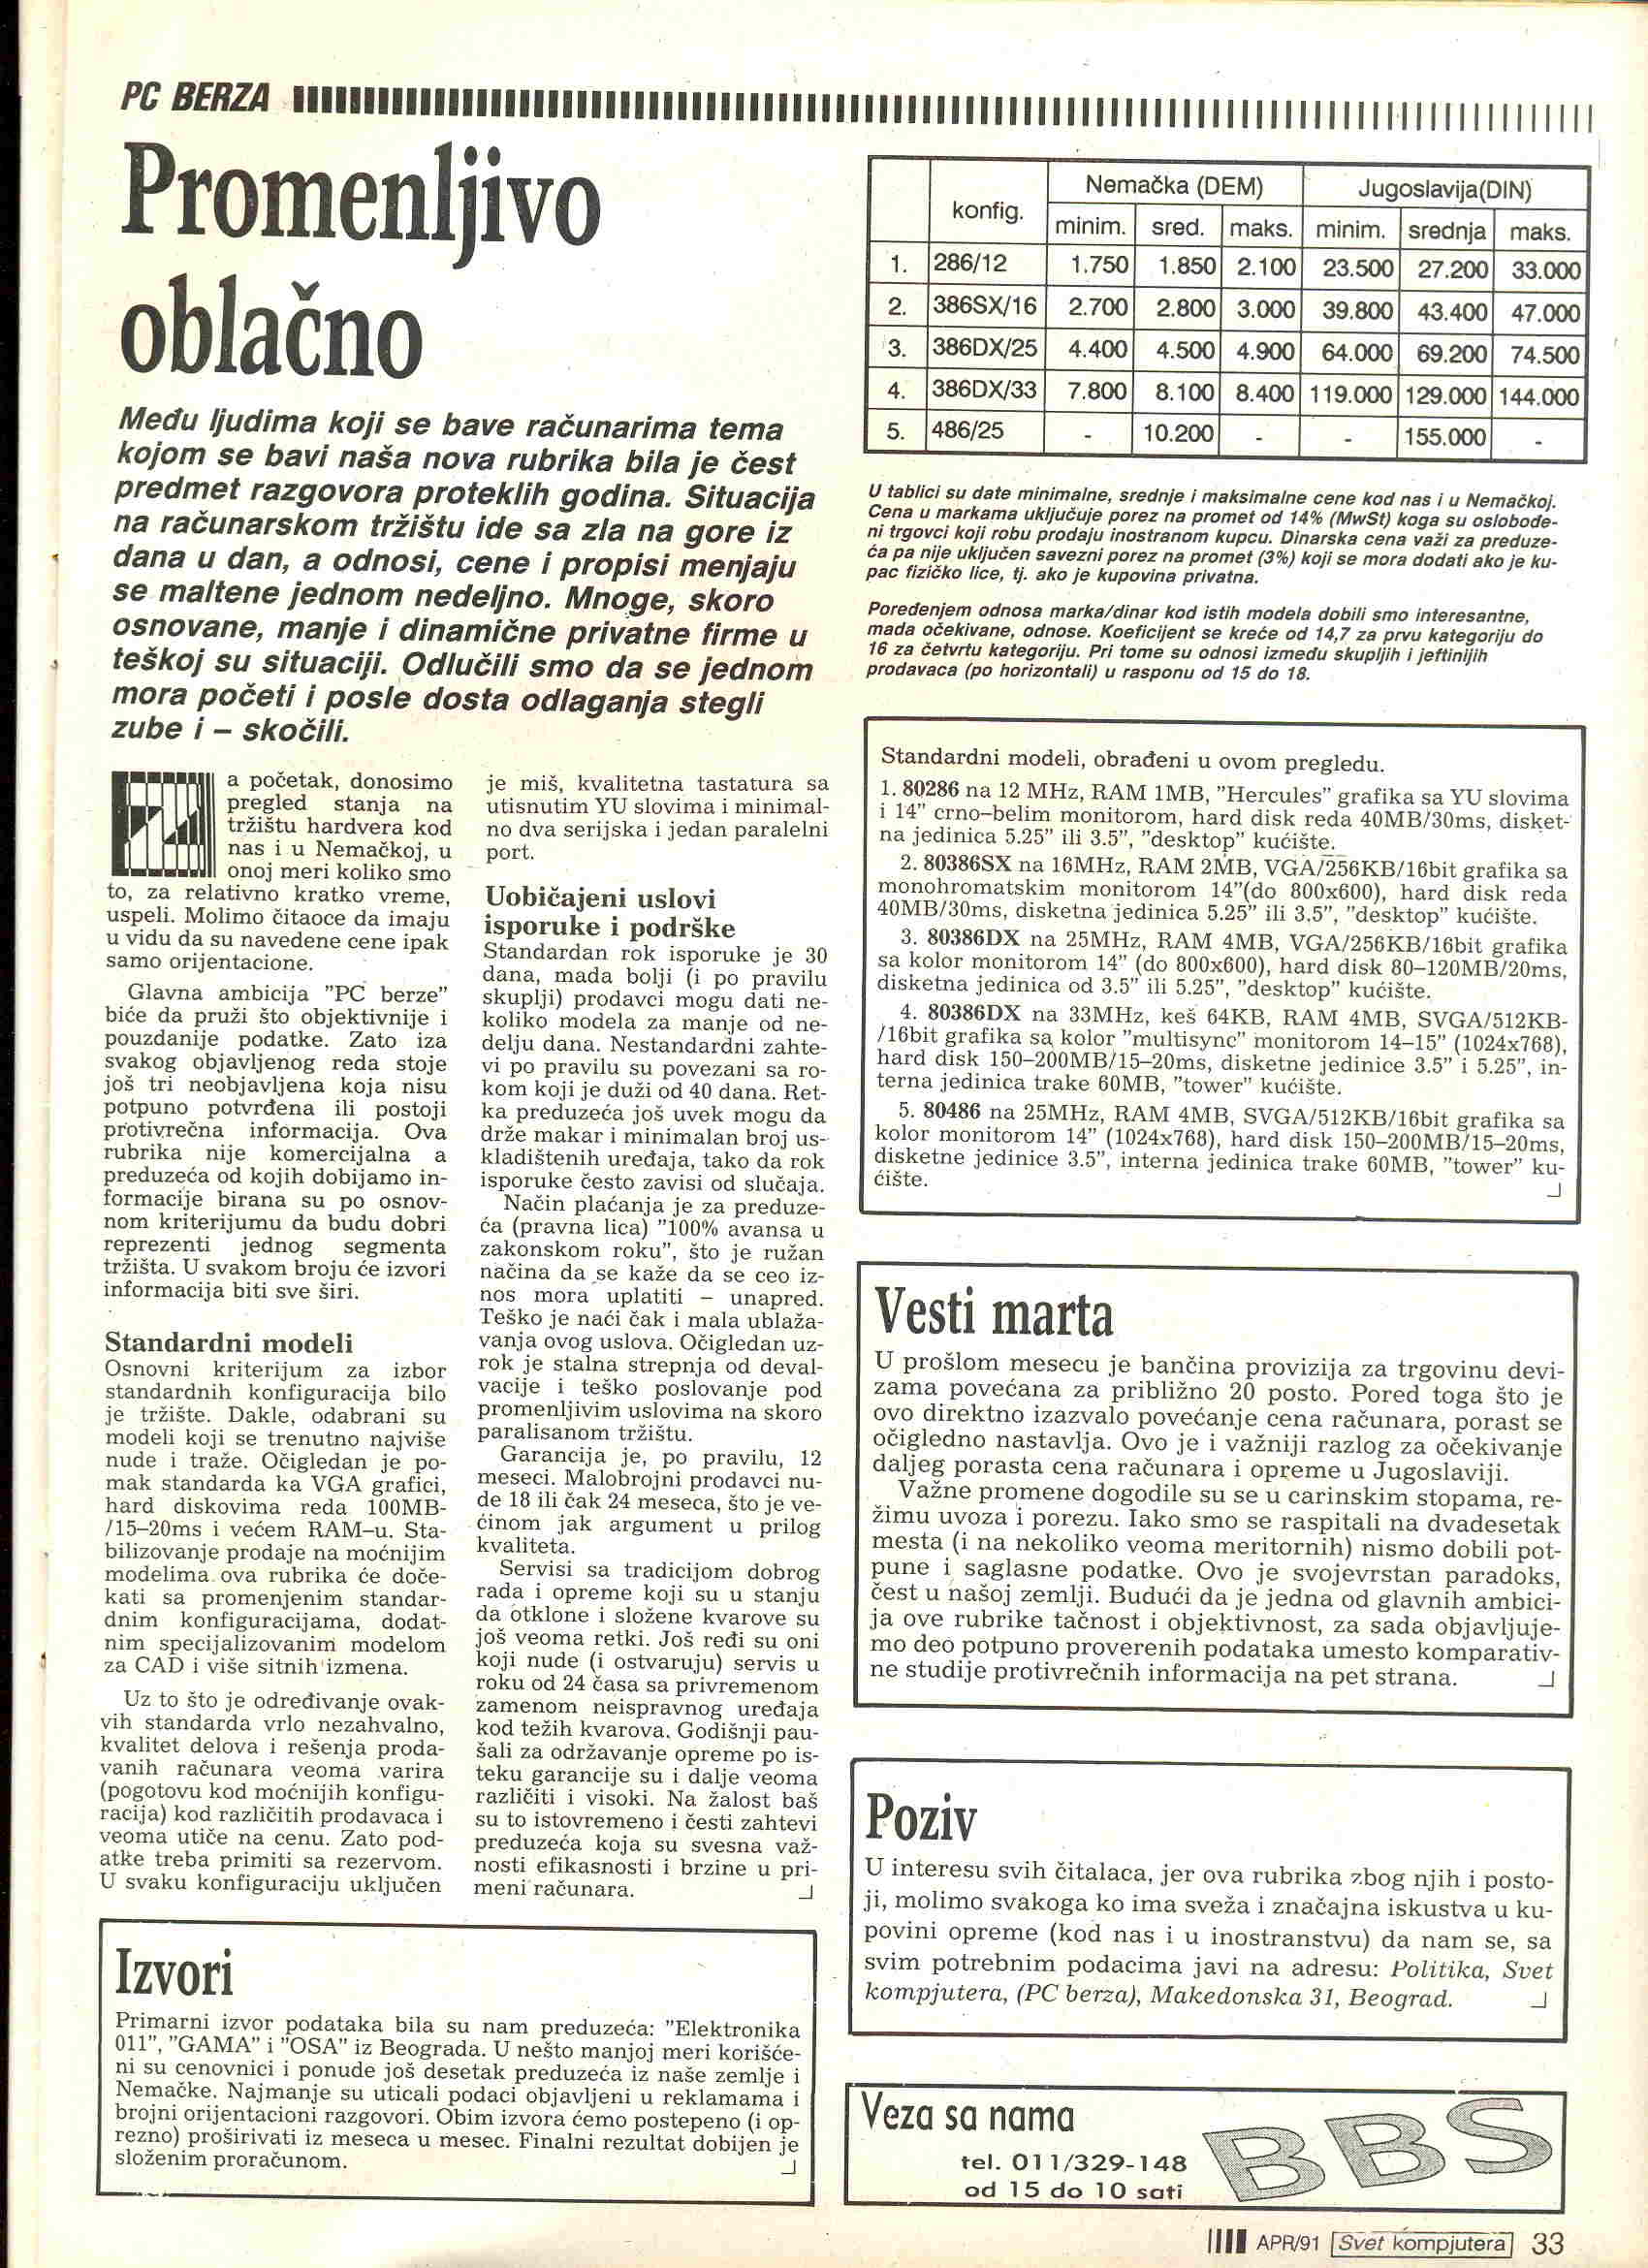 PC BERZA
Promenljivo
oblačno
Među ljudima koji se bave računarima tema
kojom se bavi naša nova rubrika bila je čest
predmet razgovora proteklih godina. Situacija
na računarskom tržištu ide sa zla na gore iz
dana u dan, a odnosi, cene i propisi menjaju
se maltene jednom nedeljno. Mnoge, skoro
osnovane, manje i dinamične privatne firme u
teškoj su situaciji. Odlučili smo da se jednom
mora početi i posle dosta odlaganja stegli
zube i – skočili.
Za početak, donosimo
pregled stanja na
tržištu hardvera kod
nas i u Nemačkoj, u
onoj meri koliko smo
to, za relativno kratko vreme,
uspeli. Molimo čitaoce da imaju
u vidu da su navedene cene ipak
samo orijentacione.
Glavna ambicija "PC berze"
biće da pruži što objektivnije i
pouzdanije podatke. Zato iza
svakog objavljenog reda stoje
još tri neobjavljena koja nisu
potpuno potvrđena ili postoji
protivrečna informacija. Ova
rubrika nije komercijalna a
preduzeća od kojih dobijamo in-
formacije birana su po osnov-
nom kriterijumu da budu dobri
reprezenti jednog segmenta
tržišta. U svakom broju će izvori
informacija biti sve širi.
Standardni modeli
Osnovni kriterijum za izbor
standardnih konfiguracija bilo
je tržište. Dakle, odabrani su
modeli koji se trenutno najviše
nude i traže. Očigledan je po-
mak standarda ka VGA grafici,
hard diskovima reda 100MB-
/15–20ms i većem RAM–u. Sta-
bilizovanje prodaje na moćnijim
modelima ova rubrika će doče-
kati sa promenjenim standar-
dnim konfiguracijama, dodat-
nim specijalizovanim modelom
za CAD i više sitnih izmena.
Uz to što je određivanje ovak-
vih standarda vrlo nezahvalno,
kvalitet delova i rešenja proda-
vanih računara veoma varira
(pogotovu kod moćnijih konfigu-
racija) kod različitih prodavaca i
veoma utiče na cenu. Zato pod-
atke treba primiti sa rezervom.
U svaku konfiguraciju uključen
je miš, kvalitetna tastatura sa
utisnutim YU slovima i minimal-
no dva serijska i jedan paralelni
port.
Uobičajeni uslovi
isporuke i podrške
Standardan rok isporuke je 30
dana, mada bolji (i po pravilu
skuplji) prodavci mogu dati ne-
koliko modela za manje od ne-
delju dana. Nestandardni zahte-
vi po pravilu su povezani sa ro-
kom koji je duži od 40 dana. Ret-
ka preduzeća još uvek mogu da
drže makar i minimalan broj us-
kladištenih uređaja, tako da rok
isporuke često zavisi od slučaja.
Način plaćanja je za preduze-
ća (pravna lica) "100% avansa u
zakonskom roku", što je ružan
načina da se kaže da se ceo iz-
nos mora uplatiti – unapred.
Teško je naći čak i mala ublaža-
vanja ovog uslova. Očigledan uz-
rok je stalna strepnja od deval-
vacije i teško poslovanje pod
promenljivim uslovima na skoro
paralisanom tržištu.
Garancija je, po pravilu, 12
meseci. Malobrojni prodavci nu-
de 18 ili čak 24 meseca, što je ve-
ćinom jak argument u prilog
kvaliteta.
Servisi sa tradicijom dobrog
rada i opreme koji su u stanju
da otklone i složene kvarove su
još veoma retki. Još ređi su oni
koji nude (i ostvaruju) servis u
roku od 24 časa sa privremenom
zamenom neispravnog uređaja
kod težih kvarova. Godišnji pau-
šali za održavanje opreme po is-
teku garancije su i dalje veoma
različiti i visoki. Na žalost baš
su to istovremeno i česti zahtevi
preduzeća koja su svesna važ-
nosti efikasnosti i brzine u pri-
meni računara.
Izvori
Primarni izvor podataka bila su nam preduzeća: "Elektronika
011", "GAMA" i "OSA" iz Beograda. U nešto manjoj meri korišće-
ni su cenovnici i ponude još desetak preduzeća iz naše zemlje i
Nemačke. Najmanje su uticali podaci objavljeni u reklamama i
brojni orijentacioni razgovori. Obim izvora ćemo postepeno (i op-
rezno) proširivati iz meseca u mesec. Finalni rezultat dobijen je
složenim proračunom.
konfig. Nemačka (DEM) Jugoslavija(DIN)
minim. sred. maks. minim. srednja maks.
1. 286/12 1.750 1.850 2.100 23.500 27.200 33.000
2. 386SX/16 2.700 2.800 3.000 39.800 43.400 47.000
3. 386DX/25 4.400 4.500 4.900 64.000 69.200 74.500
4. 386DX/33 7.800 8.100 8.400 119.000 129.000 144.000
5. 486/25 - 10.200 - - 155.000 -
U tablici su date minimalne, srednje i maksimalne cene kod nas i u Nemačkoj.
Cena u markama uključuje porez na promet od 14% (MwSt) koga su oslobođe-
ni trgovci koji robu prodaju inostranom kupcu. Dinarska cena važi za preduze-
ća pa nije uključen savezni porez na promet (3%) koji se mora dodati ako je ku-
pac fizičko lice, tj. ako je kupovina privatna.
Poređenjem odnosa marka/dinar kod istih modela dobili smo interesantne,
mada očekivane, odnose. Koeficijent se kreće od 14,7 za prvu kategoriju do
16 za četvrtu kategoriju. Pri tome su odnosi između skupljih i jeftinijih
prodavaca (po horizontali) u rasponu od 15 do 18.
Standardni modeli, obrađeni u ovom pregledu.
1. 80286 na 12 MHz, RAM 1MB, "Hercules" grafika sa YU slovima
i 14" crno–belim monitorom, hard disk reda 40MB/30ms, disket-
na jedinica 5.25" ili 3.5", "desktop" kućište.
2. 80386SX na 16MHz, RAM 2MB, VGA/256KB/16bit grafika sa
monohromatskim monitorom 14"(do 800x600), hard disk reda
40MB/30ms, disketna jedinica 5.25" ili 3.5", "desktop" kućište.
3. 80386DX na 25MHz, RAM 4MB, VGA/256KB/16bit grafika
sa kolor monitorom 14" (do 800x600), hard disk 80–120MB/20ms,
disketna jedinica od 3.5" ili 5.25", "desktop" kućište.
4. 80386DX na 33MHz, keš 64KB, RAM 4MB, SVGA/512KB-
/16bit grafika sa kolor "multisync" monitorom 14–15" (1024x768),
hard disk 150–200MB/15–20ms, disketne jedinice 3.5" i 5.25", in-
terna jedinica trake 60MB, "tower" kućište.
5. 80486 na 25MHz, RAM 4MB, SVGA/512KB/16bit grafika sa
kolor monitorom 14" (1024x768), hard disk 150–200MB/15–20ms,
disketne jedinice 3.5", interna jedinica trake 60MB, "tower" ku-
ćište.
Vesti marta
U prošlom mesecu je bančina provizija za trgovinu devi-
zama povećana za približno 20 posto. Pored toga što je
ovo direktno izazvalo povećanje cena računara, porast se
očigledno nastavlja. Ovo je i važniji razlog za očekivanje
daljeg porasta cena računara i opreme u Jugoslaviji.
Važne promene dogodile su se u carinskim stopama, re-
žimu uvoza i porezu. Iako smo se raspitali na dvadesetak
mesta (i na nekoliko veoma meritornih) nismo dobili pot-
pune i saglasne podatke. Ovo je svojevrstan paradoks,
čest u našoj zemlji. Budući da je jedna od glavnih ambici-
ja ove rubrike tačnost i objektivnost, za sada objavljuje-
mo deo potpuno proverenih podataka umesto komparativ-
ne studije protivrečnih informacija na pet strana.
Poziv
U interesu svih čitalaca, jer ova rubrika zbog njih i posto-
ji, molimo svakoga ko ima sveža i značajna iskustva u ku-
povini opreme (kod nas i u inostranstvu) da nam se, sa
svim potrebnim podacima javi na adresu: Politika, Svet
kompjutera, (PC berza), Makedonska 31, Beograd.
Veza sa nama
tel. 011/329-148
od 15 do 10 sati
BBS
APR/91 Svet kompjutera 33